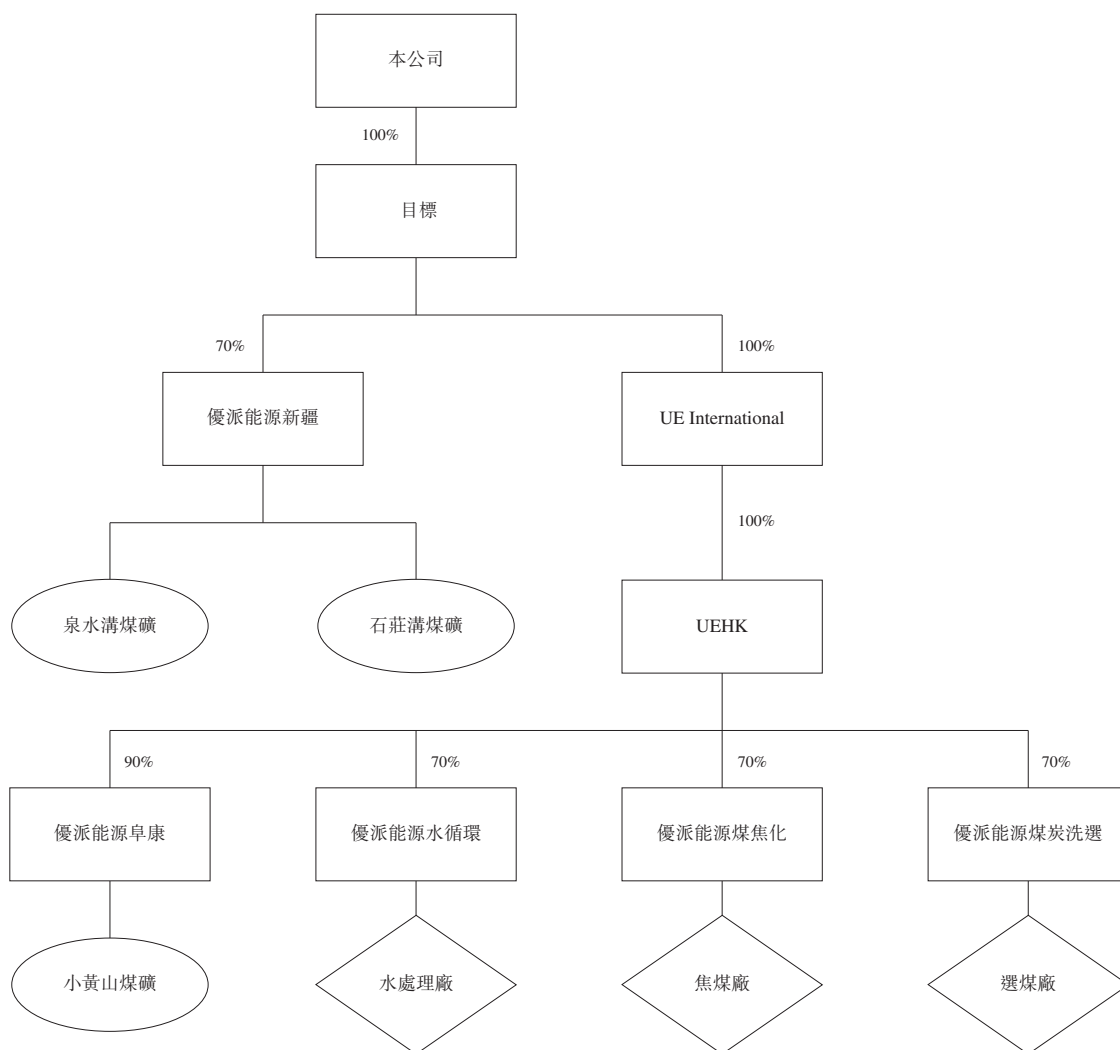 本公司
100%
目標
70%
100%
優派能源新疆
UE International
100%
泉水溝煤礦
石莊溝煤礦
UEHK
90%
70%
70%
70%
優派能源阜康
優派能源水循環
優派能源煤焦化
優派能源煤炭洗選
小黃山煤礦
水處理廠
焦煤廠
選煤廠